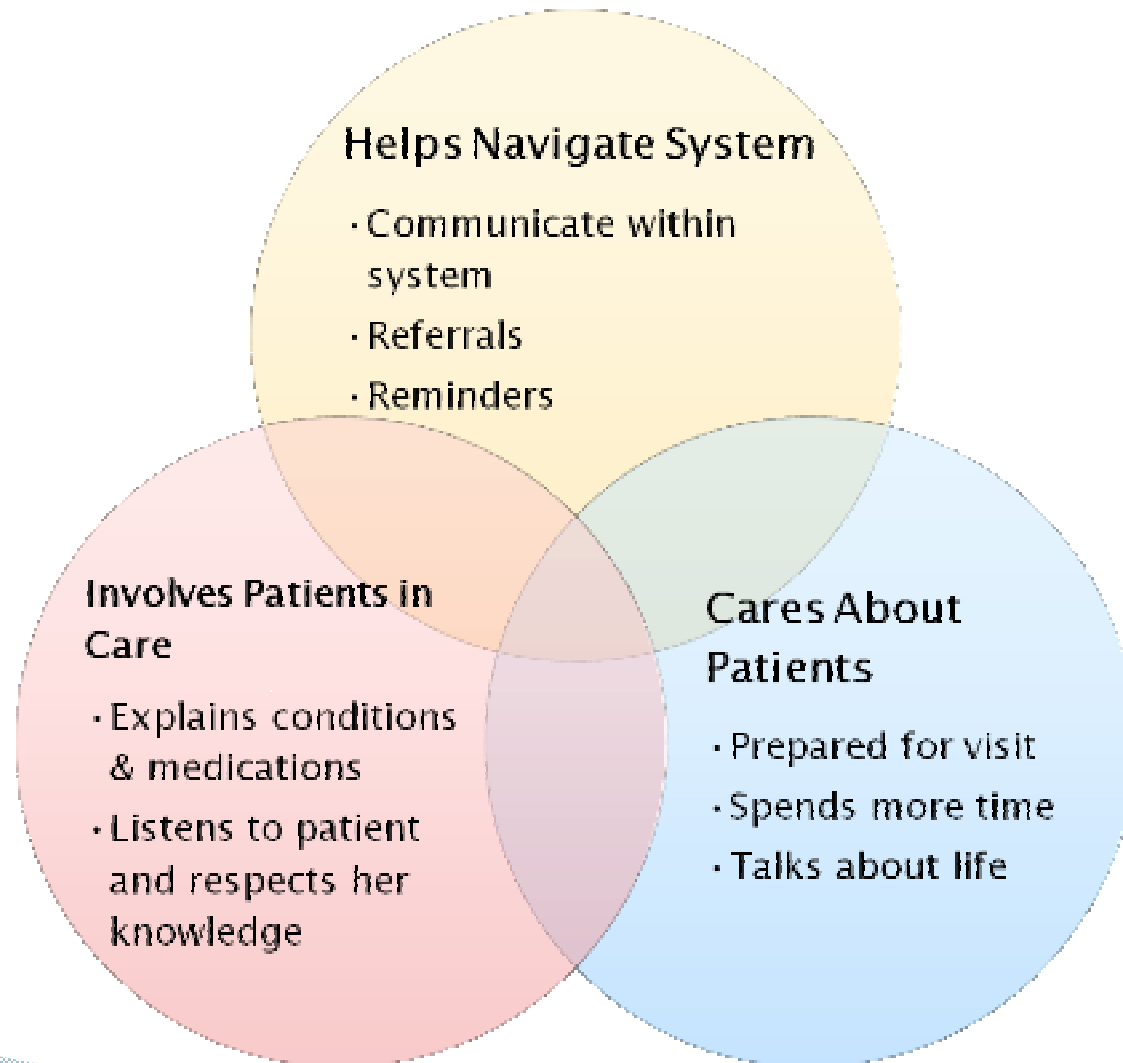 Helps Navigate System
· Communicate within
system
· Referrals
· Reminders
Involves Patients in
Care
· Explains conditions
& medications
· Listens to patient
and respects her
knowledge
Cares About
Patients
· Prepared for visit
· Spends more time
· Talks about life